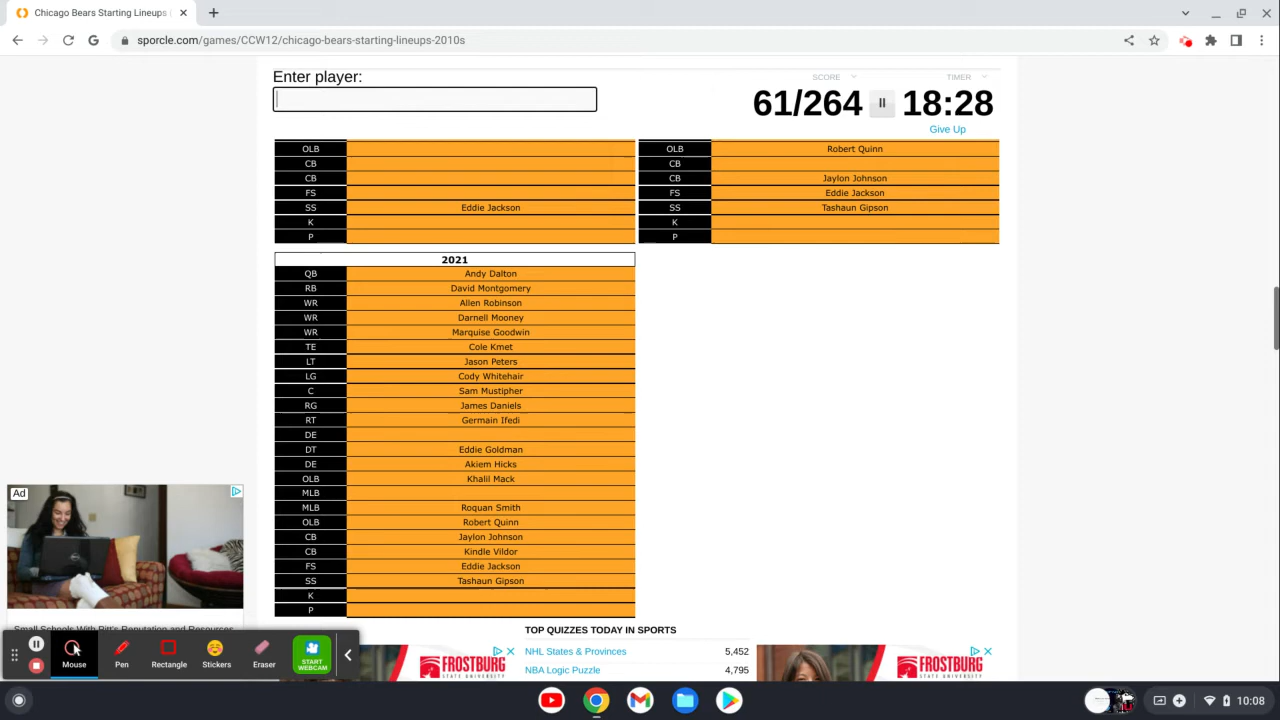 Chicago Bears Starting Lineups
sporcle.com/games/CCW12/chicago-bears-starting-lineups-2010s
Enter player:
SCORE
TIMER
61/264
18:28
Give Up
OLB
CB
CB
FS
SS Eddie Jackson
K
P
OLB Robert Quinn
CB
CB Jaylon Johnson
FS Eddie Jackson
SS Tashaun Gipson
K
P
2021
QB Andy Dalton
RB David Montgomery
WR Allen Robinson
WR Darnell Mooney
WR Marquise Goodwin
TE Cole Kmet
LT Jason Peters
LG Cody Whitehair
C Sam Mustipher
RG James Daniels
RT Germain Ifedi
DE
DT Eddie Goldman
DE Akiem Hicks
OLB Khalil Mack
MLB
MLB Roquan Smith
OLB Robert Quinn
CB Jaylon Johnson
CB Kindle Vildor
FS Eddie Jackson
SS Tashaun Gipson
K
P
Ad
Small Schools With Pitt's Reputation and Resources
TOP QUIZZES TODAY IN SPORTS
NHL States & Provinces 5,452
NBA Logic Puzzle 4,795
FROSTBURG
STATE UNIVERSITY
FROSTBURG
STATE UNIVERSITY
Mouse
Pen
Rectangle
Stickers
Eraser
START
WEBCAM
10:08